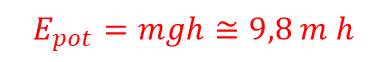 E_pot = mgh ≅ 9,8 m h